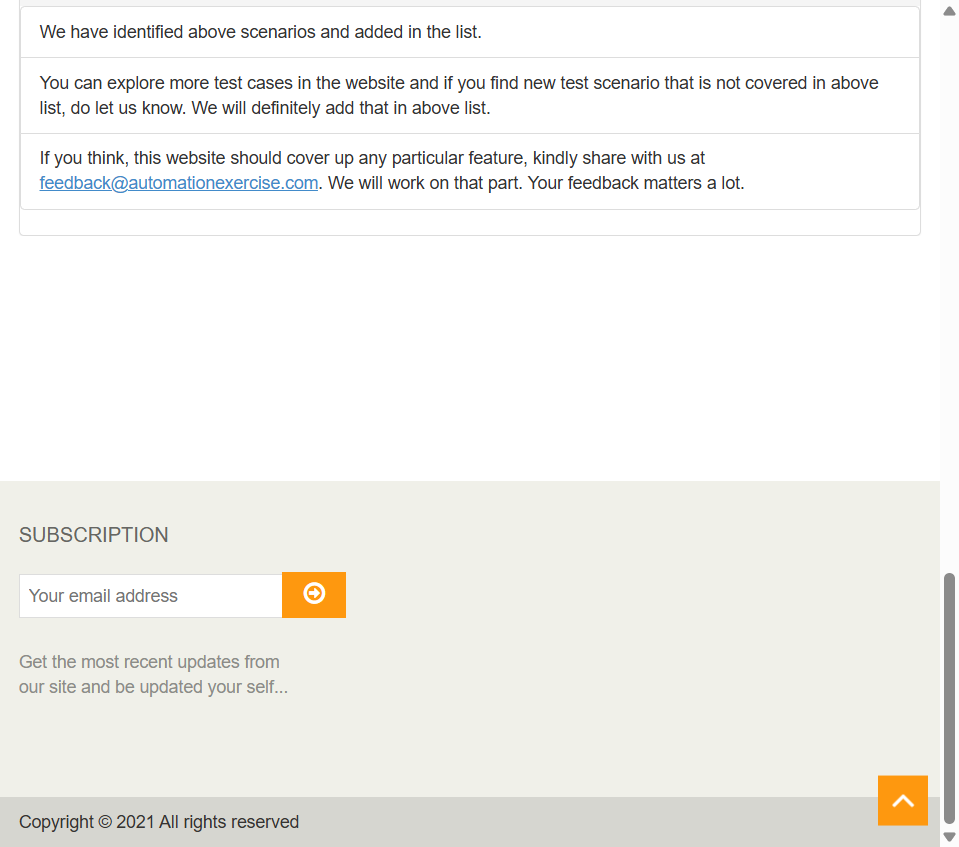 We have identified above scenarios and added in the list.
You can explore more test cases in the website and if you find new test scenario that is not covered in above
list, do let us know. We will definitely add that in above list.
If you think, this website should cover up any particular feature, kindly share with us at
feedback@automationexercise.com. We will work on that part. Your feedback matters a lot.
SUBSCRIPTION
Your email address
Get the most recent updates from
our site and be updated your self...
Copyright © 2021 All rights reserved